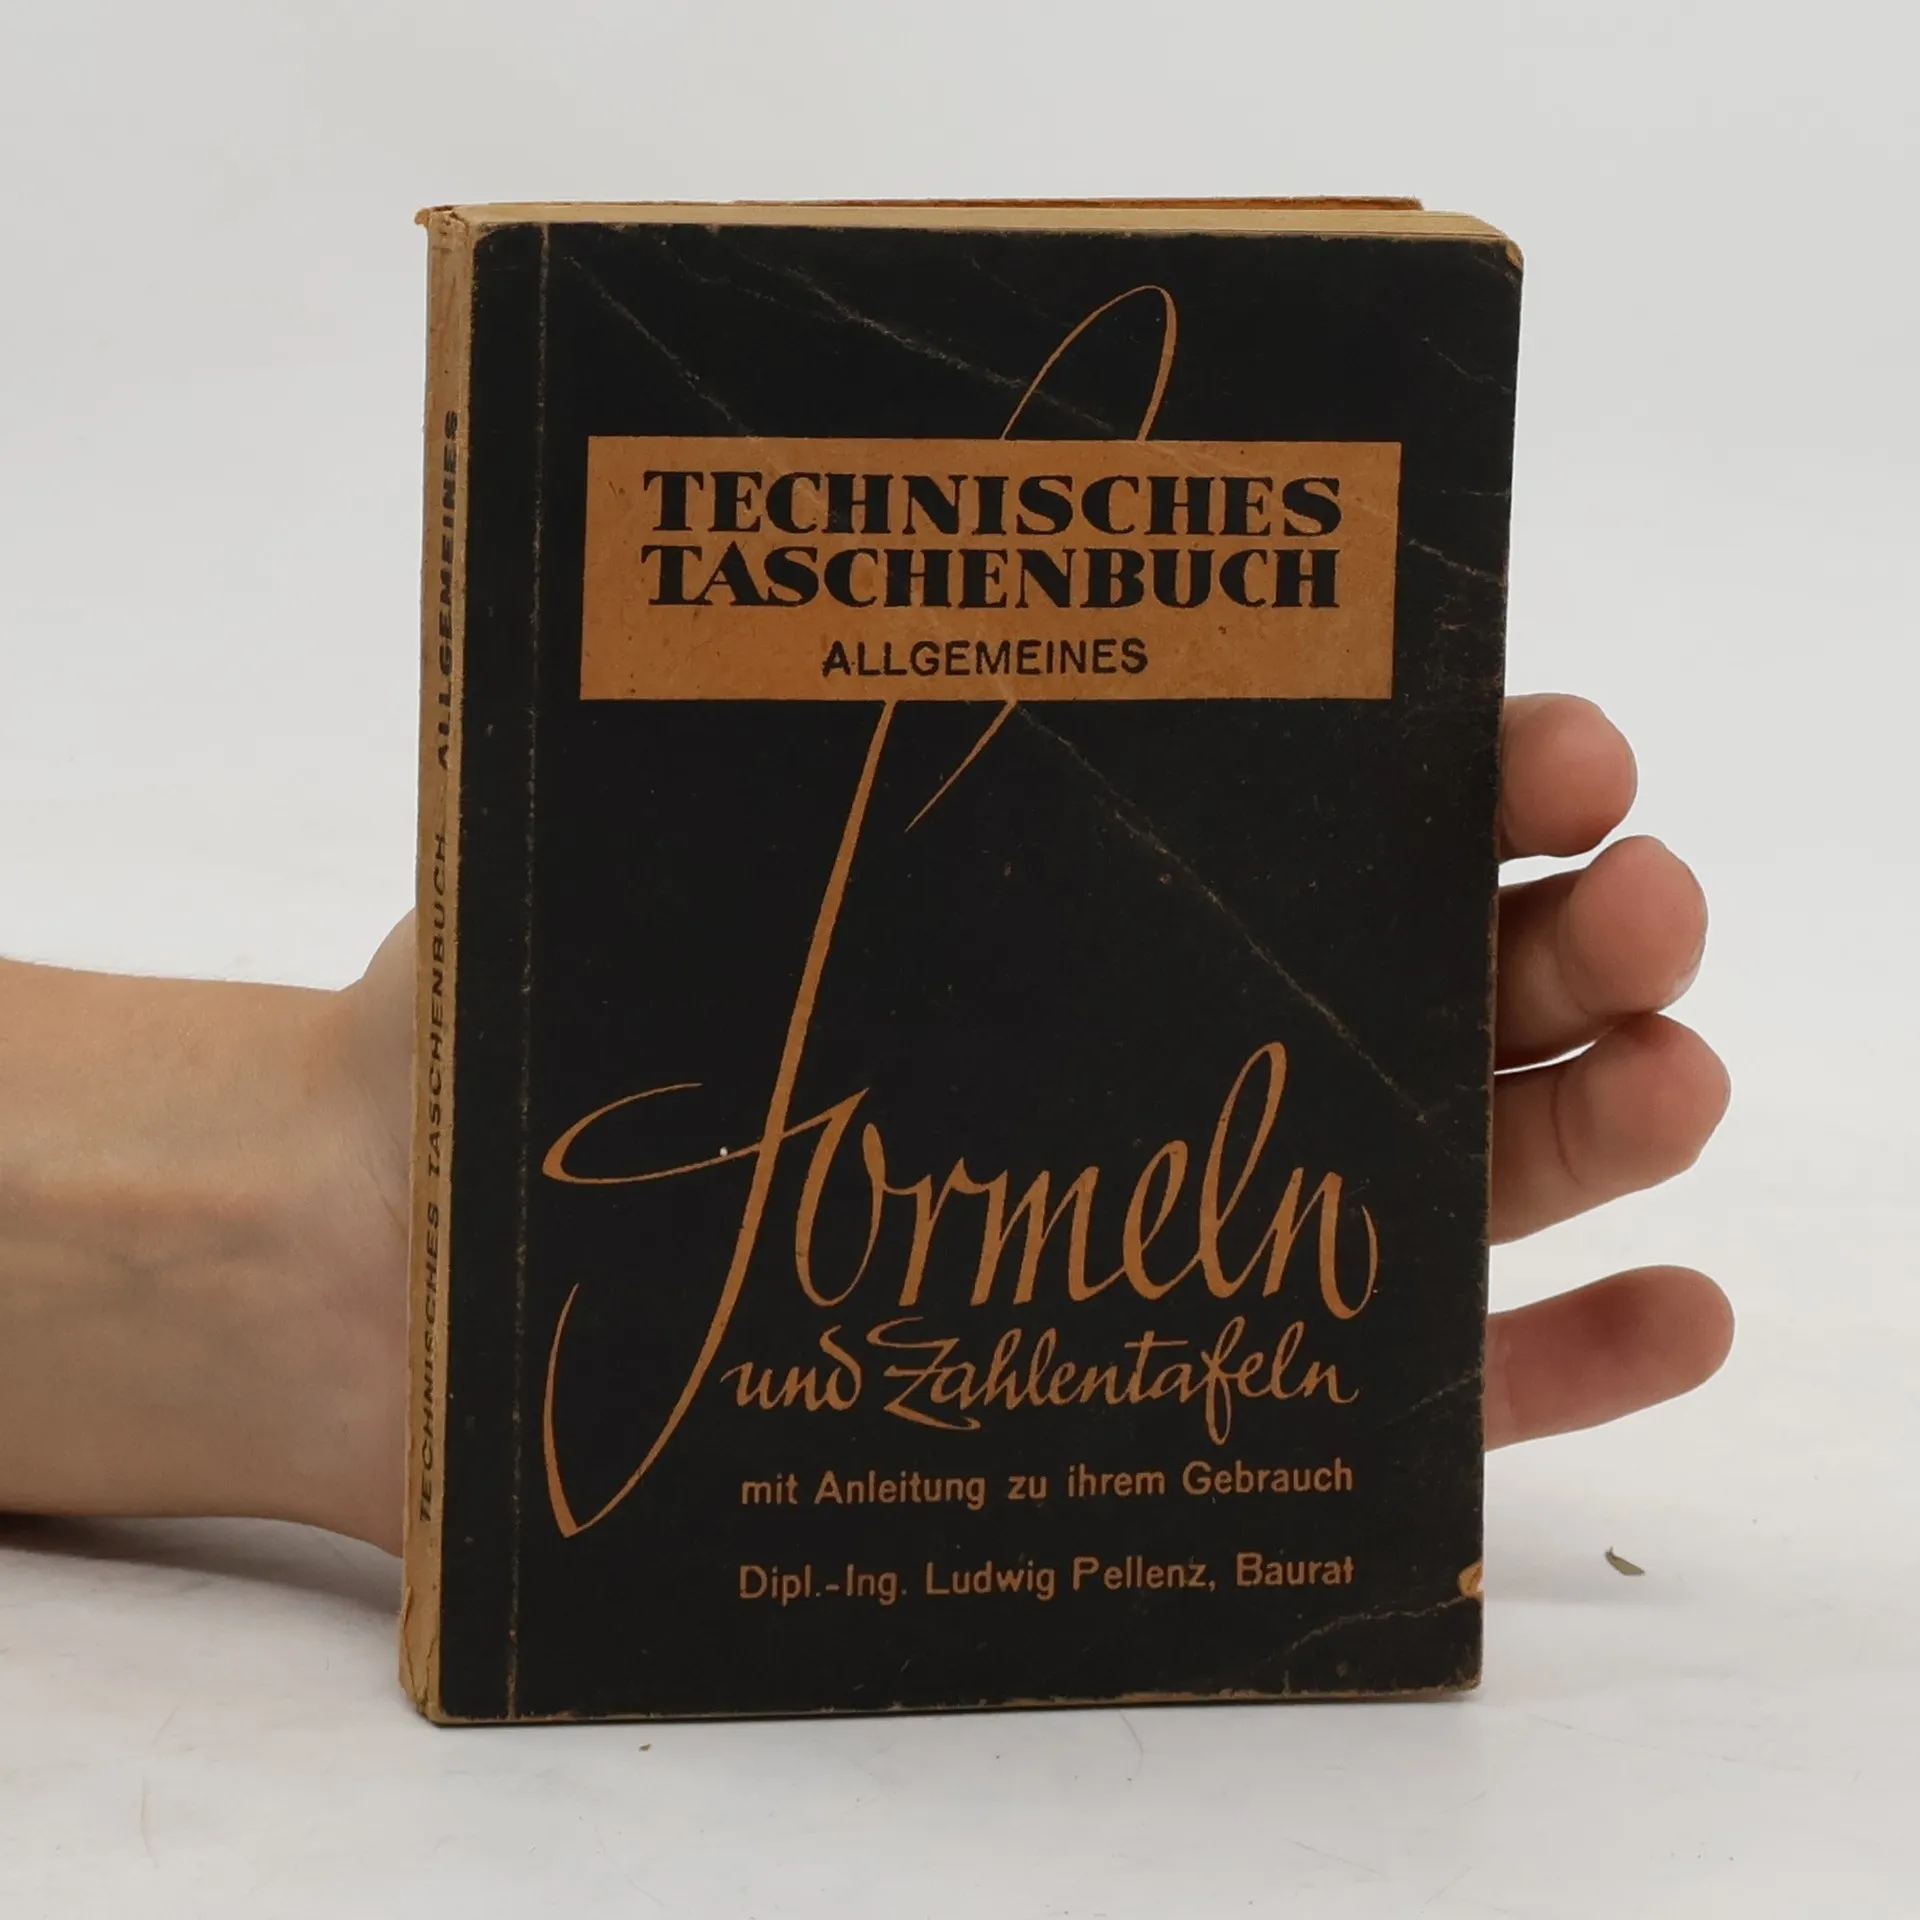 TECHNISCHES
TASCHENBUCH
ALLGEMEINES
Formeln
und Zahlentafeln
mit Anleitung zu ihrem Gebrauch
Dipl.-Ing. Ludwig Pellenz, Baurat
TECHNISCHES TASCHENBUCH ALLGEMEINES